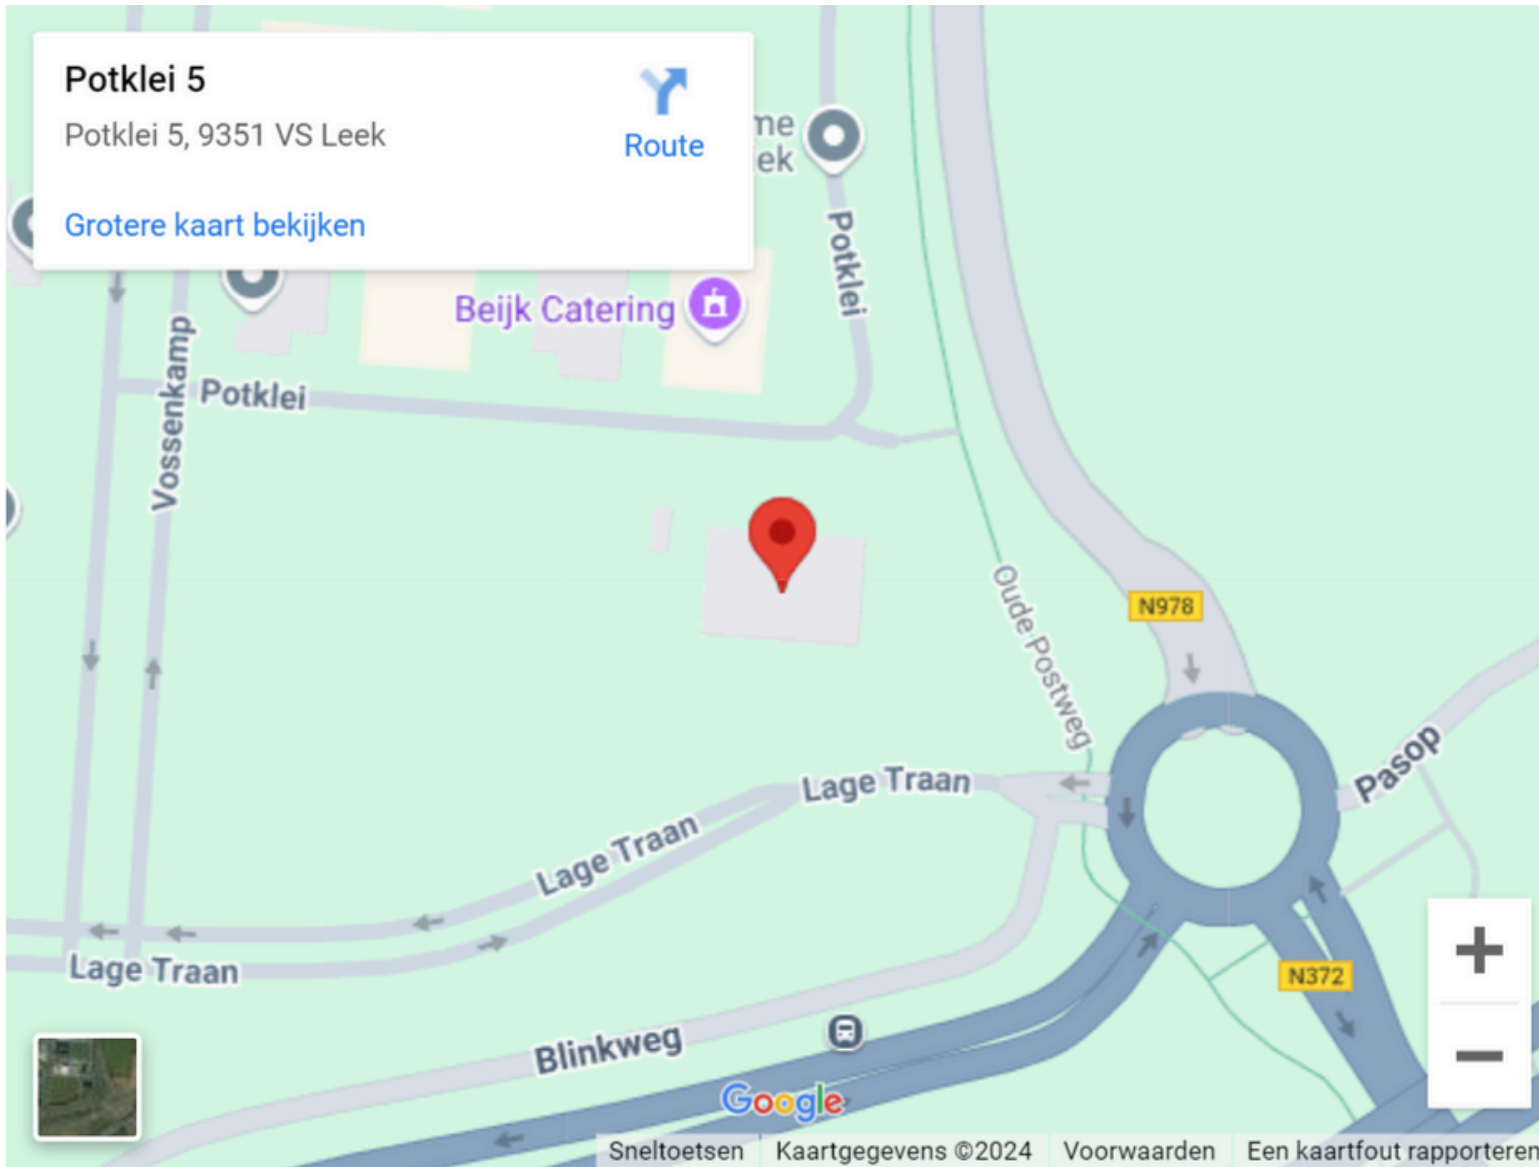 Potklei 5
Potklei 5, 9351 VS Leek
Route
Grotere kaart bekijken
Potklei
Beijk Catering
Vossenkamp
Potklei
Oude Postweg
N978
Pasop
Lage Traan
Lage Traan
Lage Traan
N372
Blinkweg
Google
Sneltoetsen
Kaartgegevens ©2024
Voorwaarden
Een kaartfout rapporteren